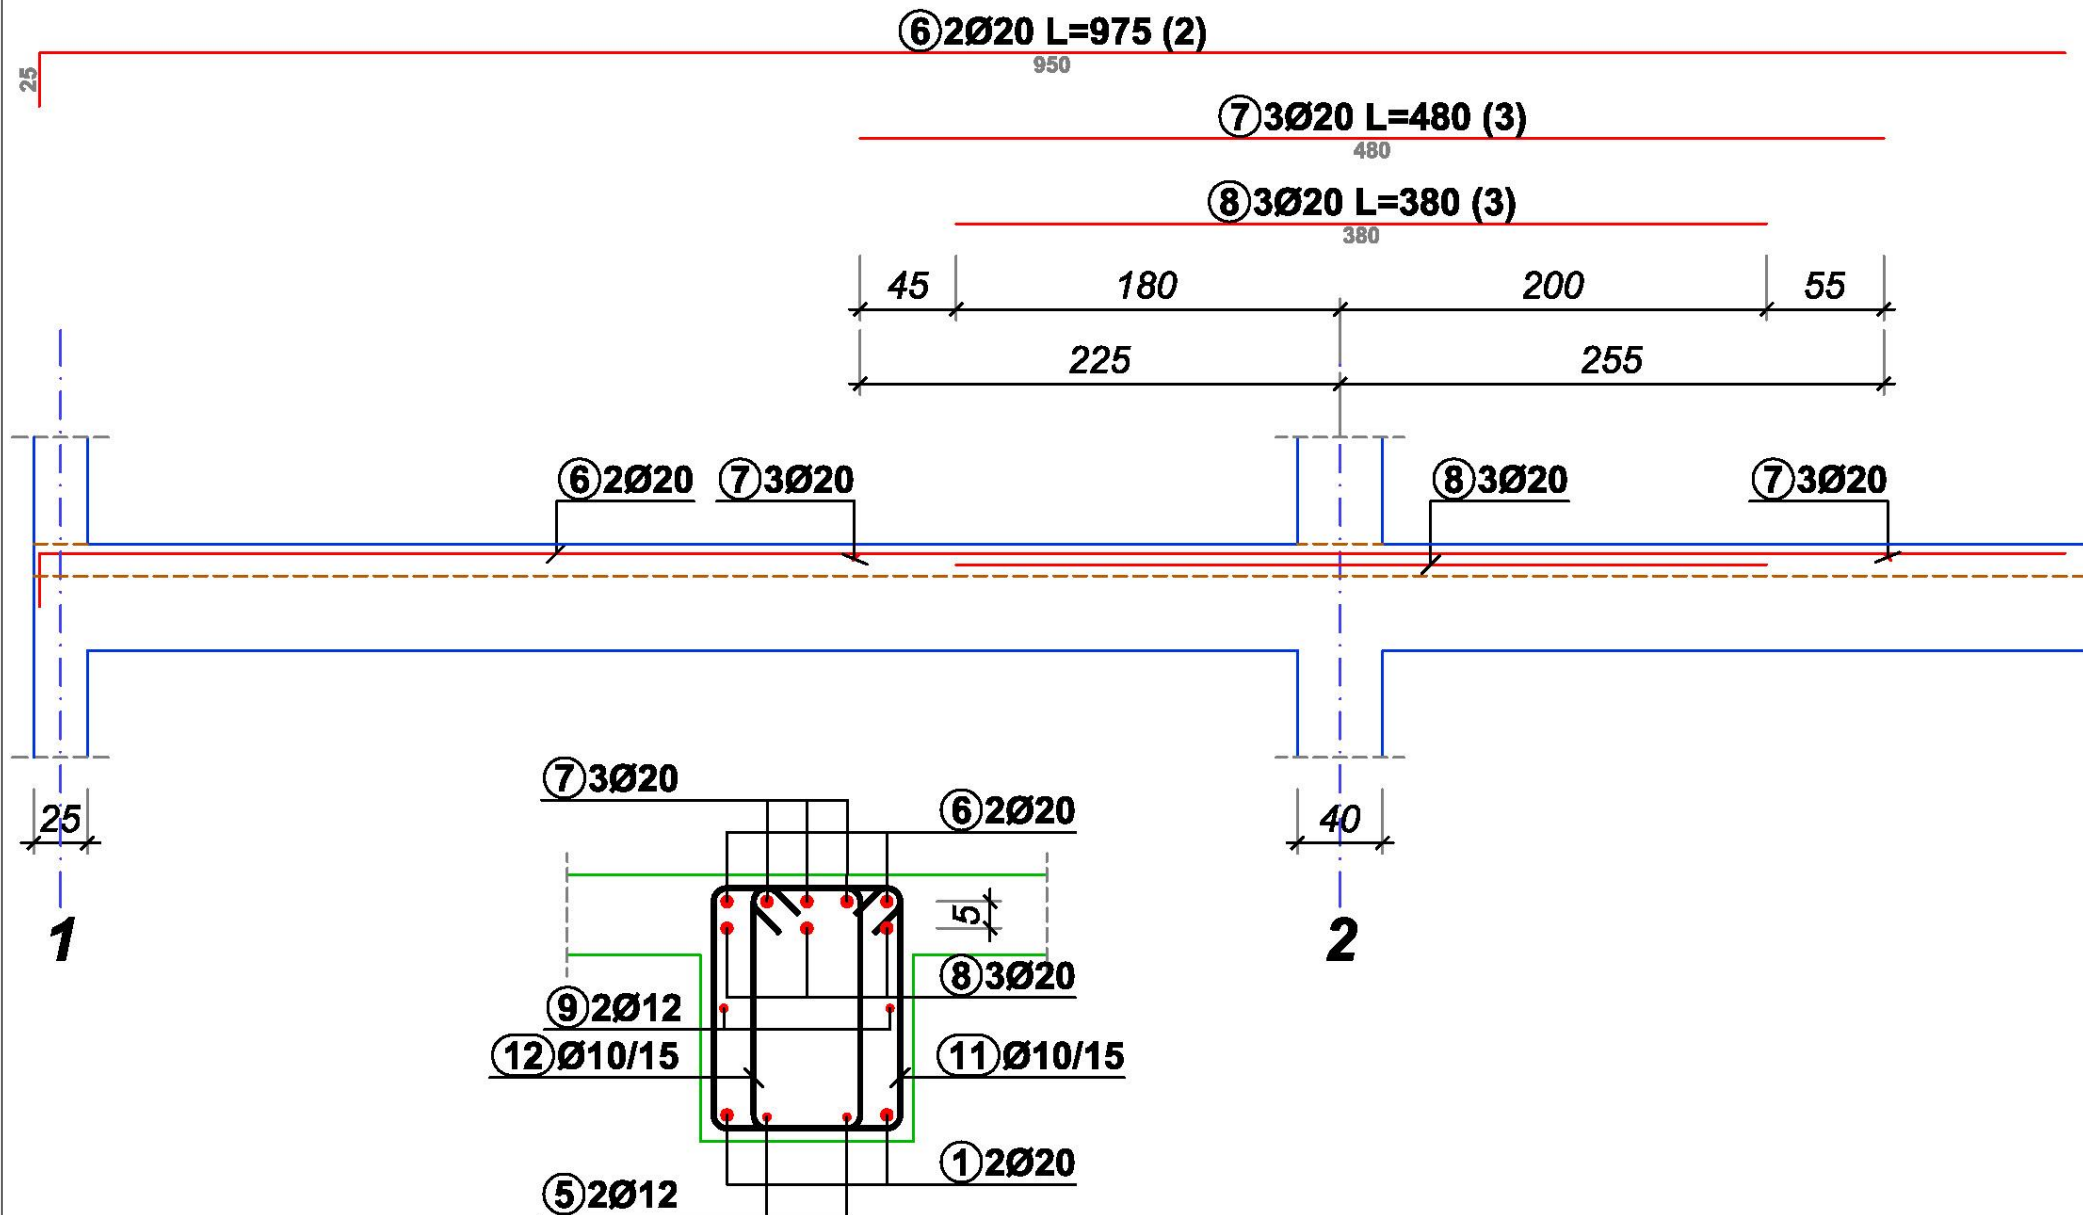 ⑥2Ø20 L=975 (2)
950
25
⑦3Ø20 L=480 (3)
480
⑧3Ø20 L=380 (3)
380
45 180 200 55
225 255
⑥2Ø20 ⑦3Ø20 ⑧3Ø20 ⑦3Ø20
25 40
1 2
⑦3Ø20
⑥2Ø20
5
⑧3Ø20
⑨2Ø12
⑫Ø10/15 ⑪Ø10/15
①2Ø20
⑤2Ø12